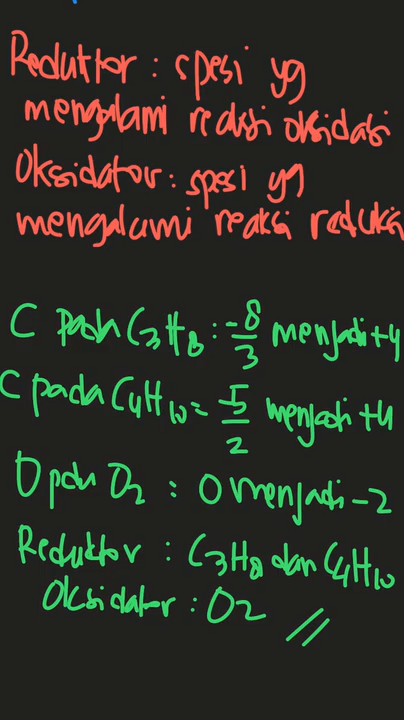 Reduktor : spesi yg
mengalami reaksi oksidasi
Oksidator : spesi yg
mengalami reaksi reduksi
C pada C3H8 : -8/3 menjadi +4
C pada C4H10 = -5/2 menjadi +4
O pada O2 : 0 menjadi -2
Reduktor : C3H8 dan C4H10
Oksidator : O2 //